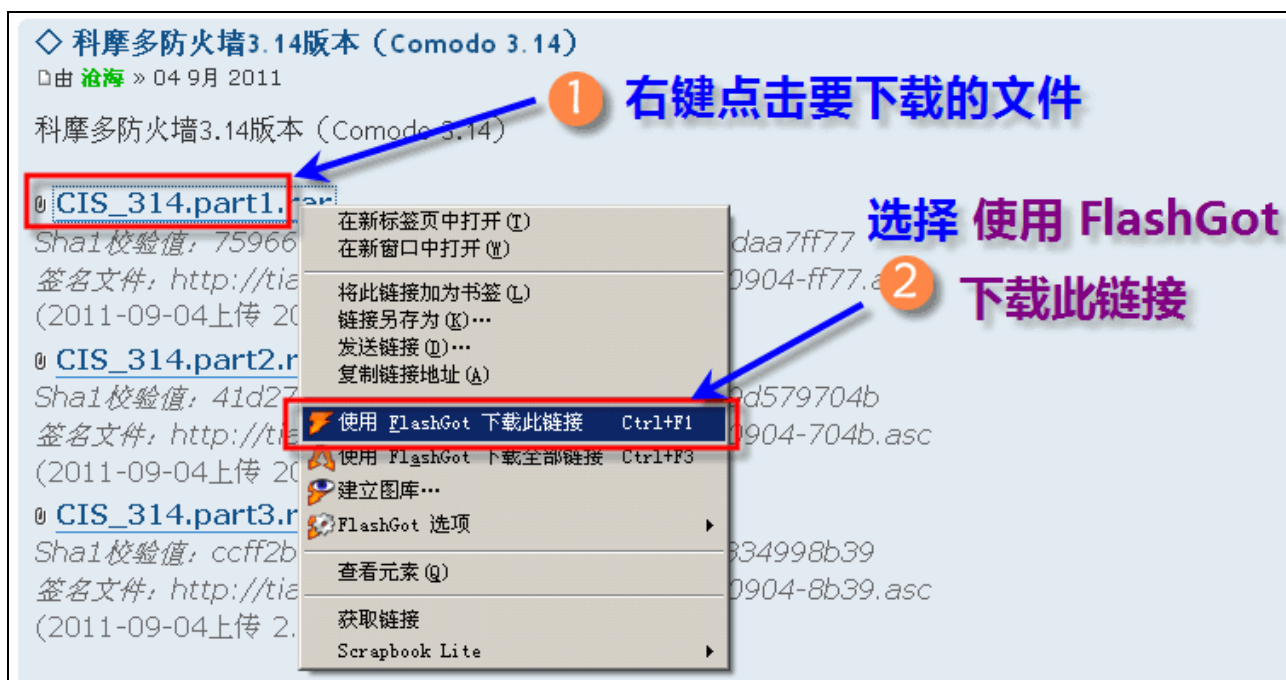 ◇ 科摩多防火墙3.14版本（Comodo 3.14）
由 沧海 » 04 9月 2011
1 右键点击要下载的文件
科摩多防火墙3.14版本（Comodo 3.14）
CIS_314.part1.rar
Sha1校验值：75966 daa7ff77
签名文件：http://tia 0904-ff77.a
(2011-09-04上传 20
选择 使用 FlashGot
2 下载此链接
CIS_314.part2.r
Sha1校验值：41d27 9d579704b
签名文件：http://tia 0904-704b.asc
(2011-09-04上传 20
CIS_314.part3.r
Sha1校验值：ccff2b 334998b39
签名文件：http://tia 0904-8b39.asc
(2011-09-04上传 2.
在新标签页中打开(T)
在新窗口中打开(W)
将此链接加为书签(L)
链接另存为(K)…
发送链接(D)…
复制链接地址(A)
使用 FlashGot 下载此链接 Ctrl+F1
使用 FlashGot 下载全部链接 Ctrl+F3
建立图库…
FlashGot 选项
查看元素(Q)
获取链接
Scrapbook Lite